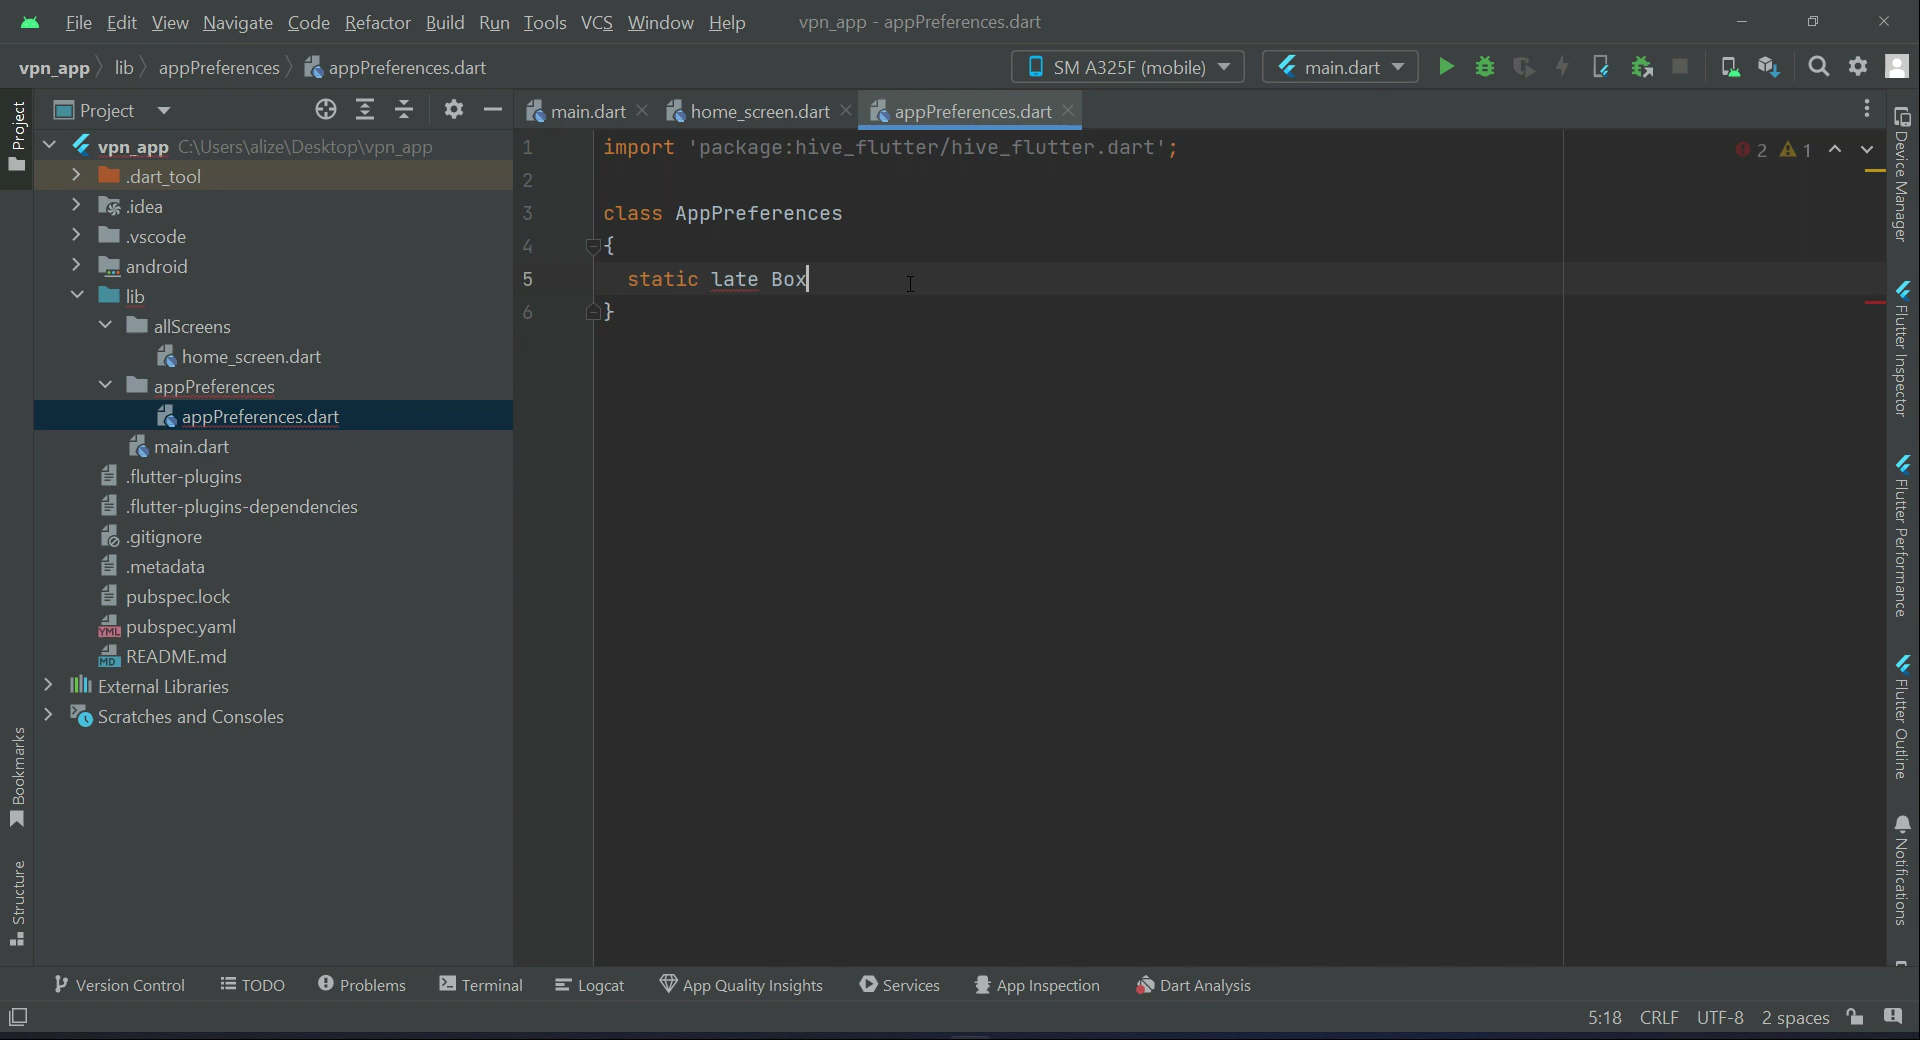 File Edit View Navigate Code Refactor Build Run Tools VCS Window Help vpn_app - appPreferences.dart
vpn_app lib appPreferences appPreferences.dart SM A325F (mobile) main.dart
Project
Project
main.dart home_screen.dart appPreferences.dart
vpn_app C:\Users\alize\Desktop\vpn_app
.dart_tool
.idea
.vscode
android
lib
allScreens
home_screen.dart
appPreferences
appPreferences.dart
main.dart
.flutter-plugins
.flutter-plugins-dependencies
.gitignore
.metadata
pubspec.lock
pubspec.yaml
README.md
External Libraries
Scratches and Consoles
1 import 'package:hive_flutter/hive_flutter.dart';
2
3 class AppPreferences
4 {
5 static late Box
6 }
2 1
Device Manager
Flutter Inspector
Flutter Performance
Flutter Outline
Notifications
Bookmarks
Structure
Version Control TODO Problems Terminal Logcat App Quality Insights Services App Inspection Dart Analysis
5:18 CRLF UTF-8 2 spaces